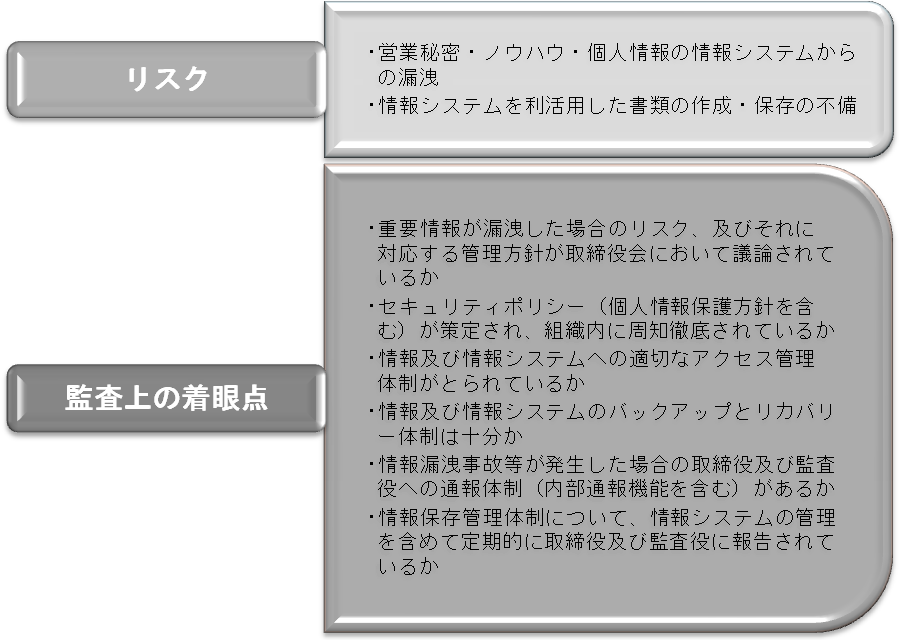 リスク
・営業秘密・ノウハウ・個人情報の情報システムから
の漏洩
・情報システムを利活用した書類の作成・保存の不備
監査上の着眼点
・重要情報が漏洩した場合のリスク、及びそれに
対応する管理方針が取締役会において議論されて
いるか
・セキュリティポリシー（個人情報保護方針を含
む）が策定され、組織内に周知徹底されているか
・情報及び情報システムへの適切なアクセス管理
体制がとられているか
・情報及び情報システムのバックアップとリカバリ
ー体制は十分か
・情報漏洩事故等が発生した場合の取締役及び監査
役への通報体制（内部通報機能を含む）があるか
・情報保存管理体制について、情報システムの管理
を含めて定期的に取締役及び監査役に報告されて
いるか